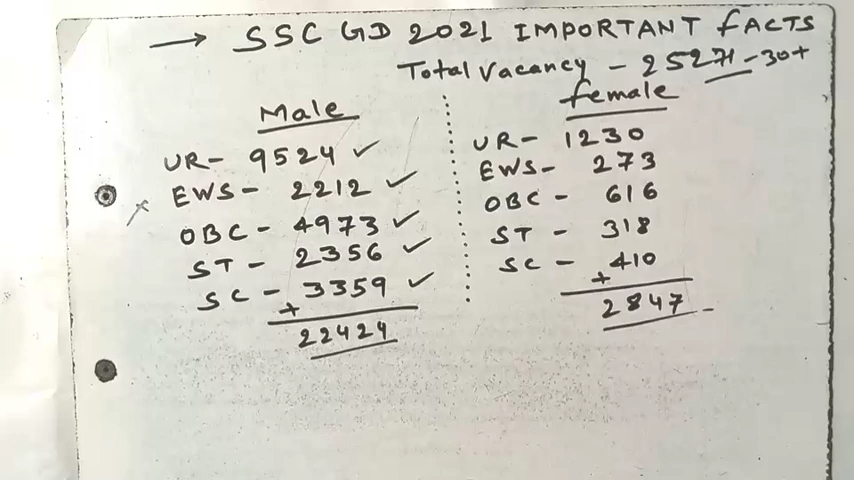 → SSC GD 2021 IMPORTANT FACTS
Total Vacancy - 25271 - 30+
Male
UR- 9524 ✓
EWS- 2212 ✓
OBC - 4973 ✓
ST - 2356 ✓
SC - 3359 ✓
+
22424
female
UR- 1230
EWS- 273
OBC - 616
ST - 318
SC - 410
+
2847 -